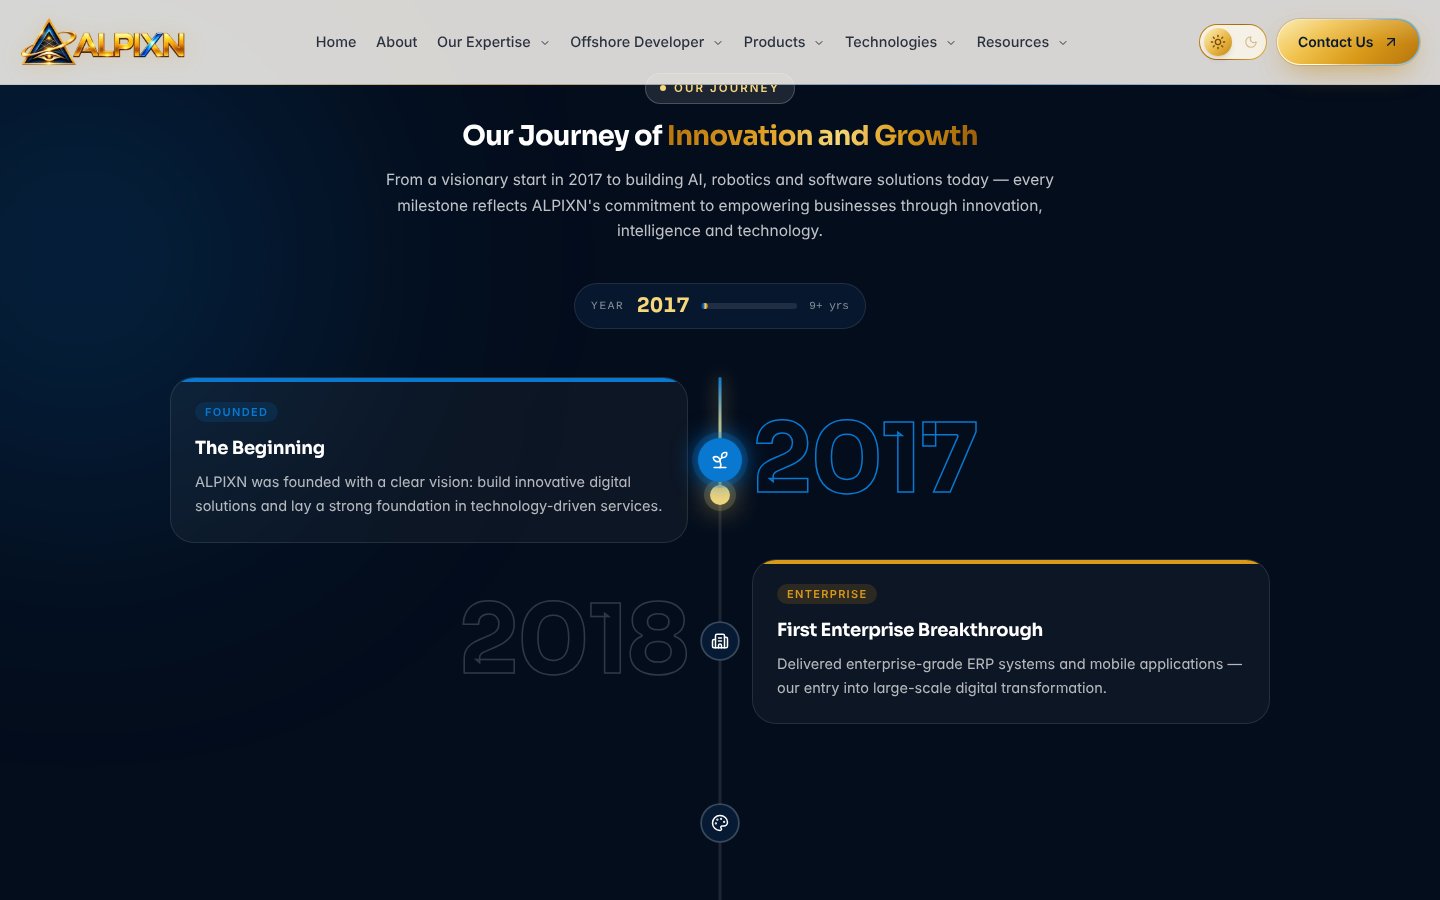 ALPIXN
Home About Our Expertise Offshore Developer Products Technologies Resources
Contact Us
OUR JOURNEY
Our Journey of Innovation and Growth
From a visionary start in 2017 to building AI, robotics and software solutions today — every
milestone reflects ALPIXN's commitment to empowering businesses through innovation,
intelligence and technology.
YEAR 2017 9+ yrs
FOUNDED
The Beginning
ALPIXN was founded with a clear vision: build innovative digital
solutions and lay a strong foundation in technology-driven services.
2017
2018
ENTERPRISE
First Enterprise Breakthrough
Delivered enterprise-grade ERP systems and mobile applications —
our entry into large-scale digital transformation.